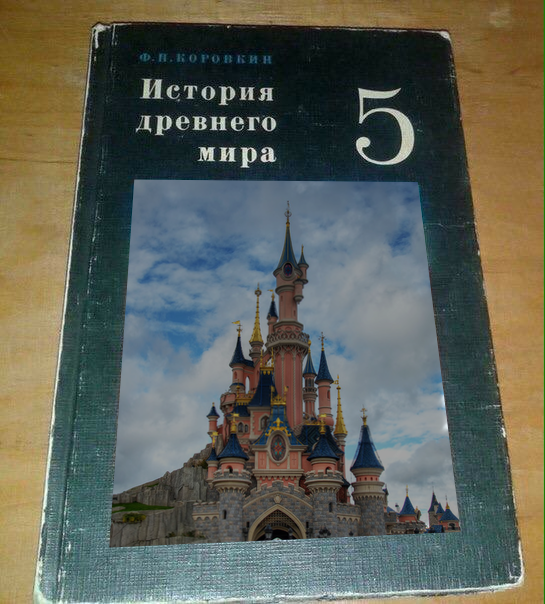 Ф. П. КОРОВКИН
История
древнего
мира
5